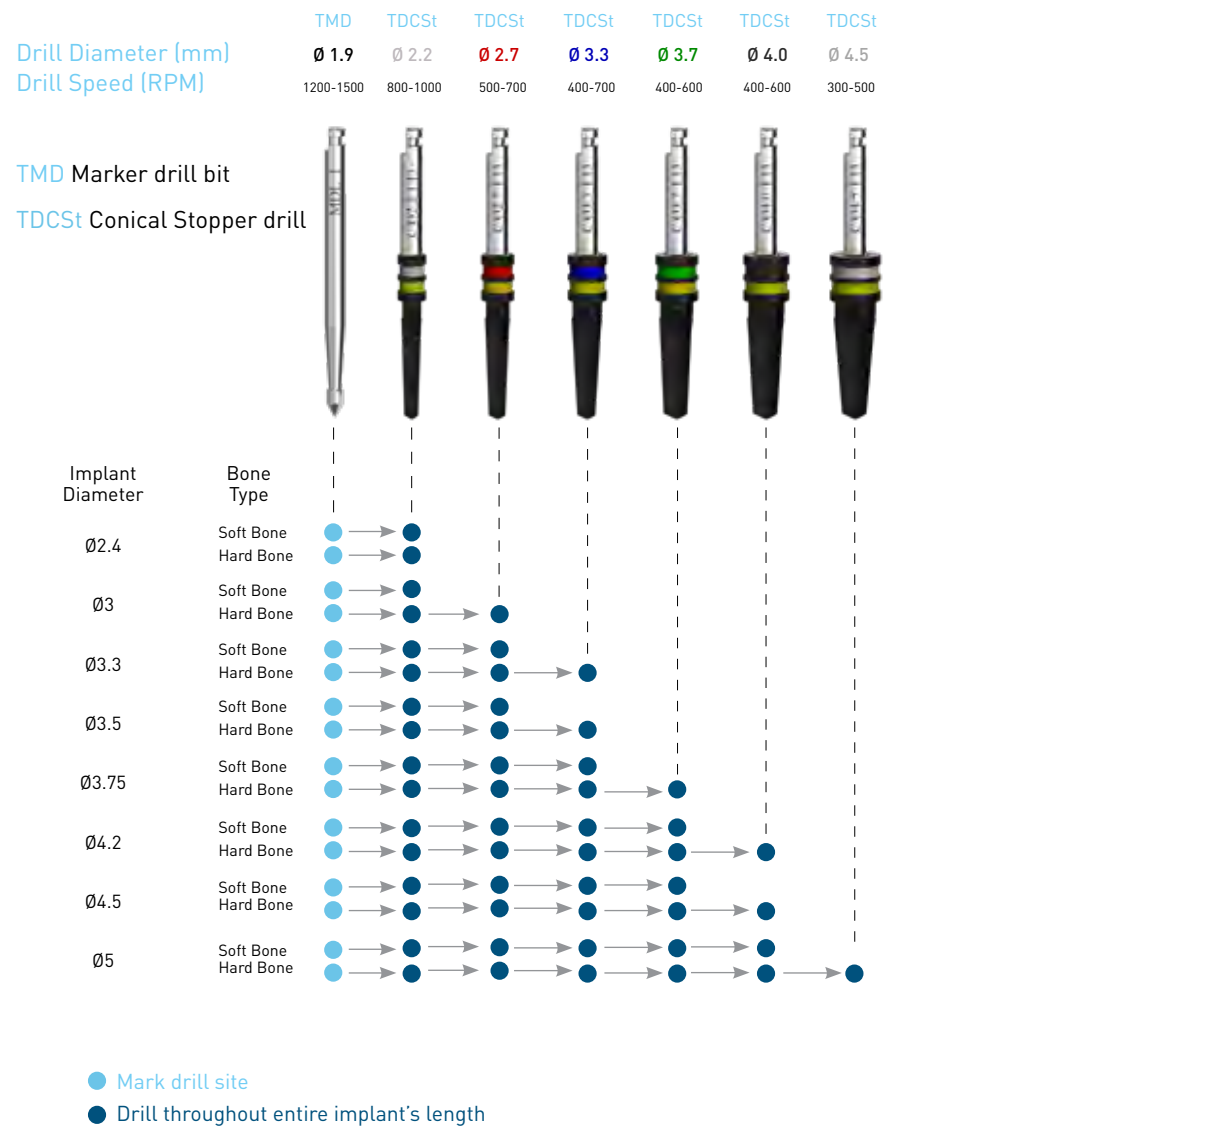 TMD TDCSt TDCSt TDCSt TDCSt TDCSt TDCSt
Drill Diameter (mm) Ø 1.9 Ø 2.2 Ø 2.7 Ø 3.3 Ø 3.7 Ø 4.0 Ø 4.5
Drill Speed (RPM) 1200-1500 800-1000 500-700 400-700 400-600 400-600 300-500
TMD Marker drill bit
TDCSt Conical Stopper drill
Implant Diameter
Bone Type
Ø2.4
Soft Bone
Hard Bone
Ø3
Soft Bone
Hard Bone
Ø3.3
Soft Bone
Hard Bone
Ø3.5
Soft Bone
Hard Bone
Ø3.75
Soft Bone
Hard Bone
Ø4.2
Soft Bone
Hard Bone
Ø4.5
Soft Bone
Hard Bone
Ø5
Soft Bone
Hard Bone
Mark drill site
Drill throughout entire implant's length